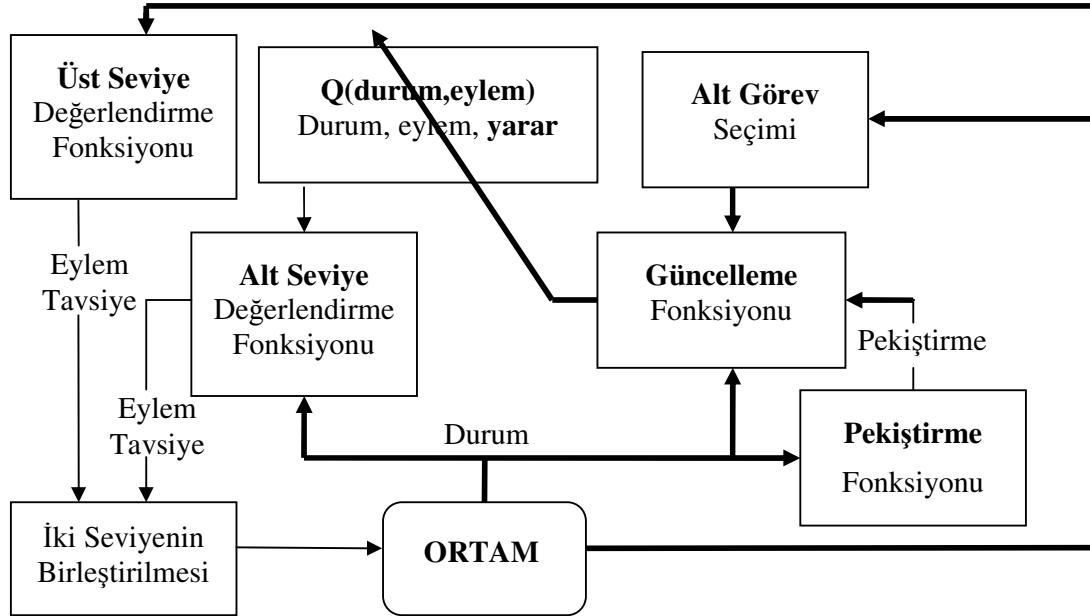 Üst Seviye
Değerlendirme
Fonksiyonu
Q(durum,eylem)
Durum, eylem, yarar
Alt Görev
Seçimi
Eylem
Tavsiye
Alt Seviye
Değerlendirme
Fonksiyonu
Güncelleme
Fonksiyonu
Pekiştirme
Eylem
Tavsiye
Durum
Pekiştirme
Fonksiyonu
İki Seviyenin
Birleştirilmesi
ORTAM